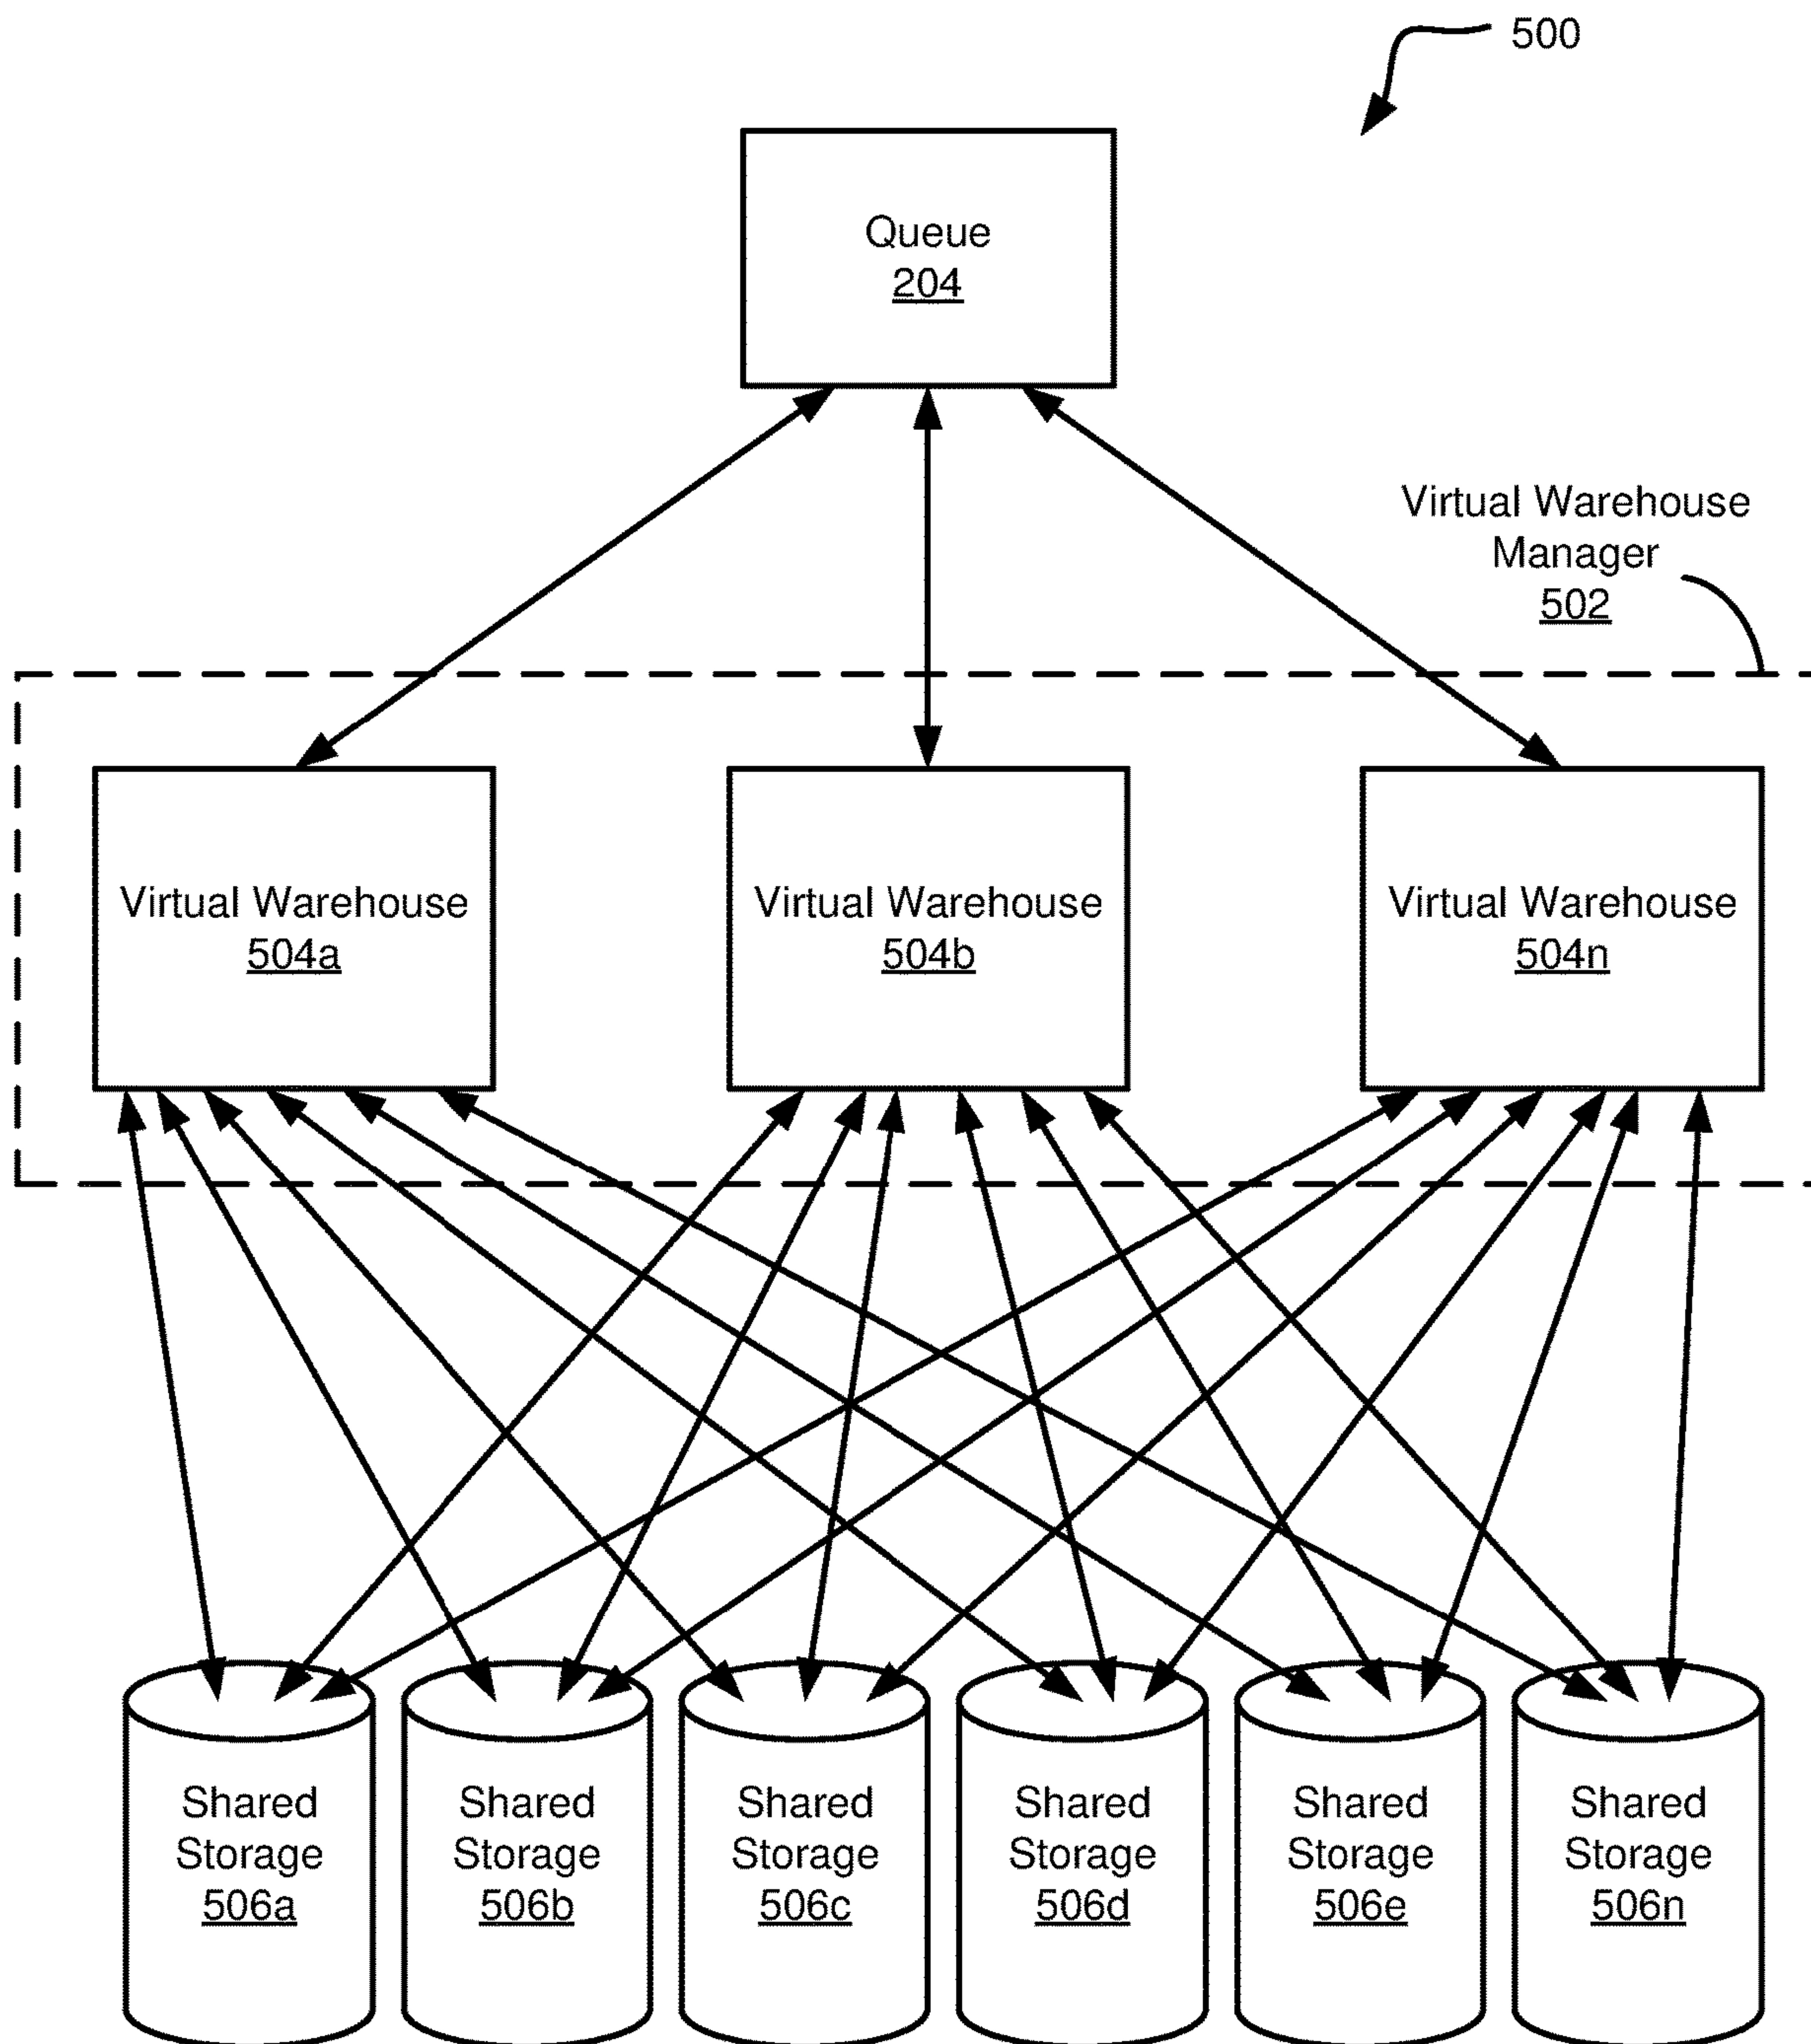 500
Queue
204
Virtual Warehouse
Manager
502
Virtual Warehouse
504a
Virtual Warehouse
504b
Virtual Warehouse
504n
Shared
Storage
506a
Shared
Storage
506b
Shared
Storage
506c
Shared
Storage
506d
Shared
Storage
506e
Shared
Storage
506n